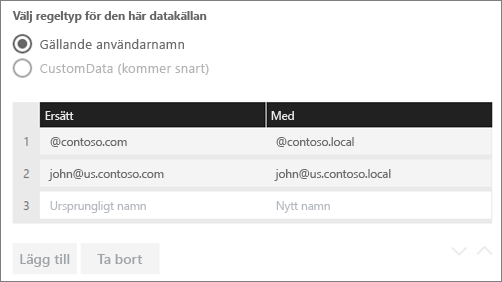 Välj regeltyp för den här datakällan
Gällande användarnamn
CustomData (kommer snart)
Ersätt Med
1 @contoso.com @contoso.local
2 john@us.contoso.com john@us.contoso.local
3 Ursprungligt namn Nytt namn
Lägg till Ta bort